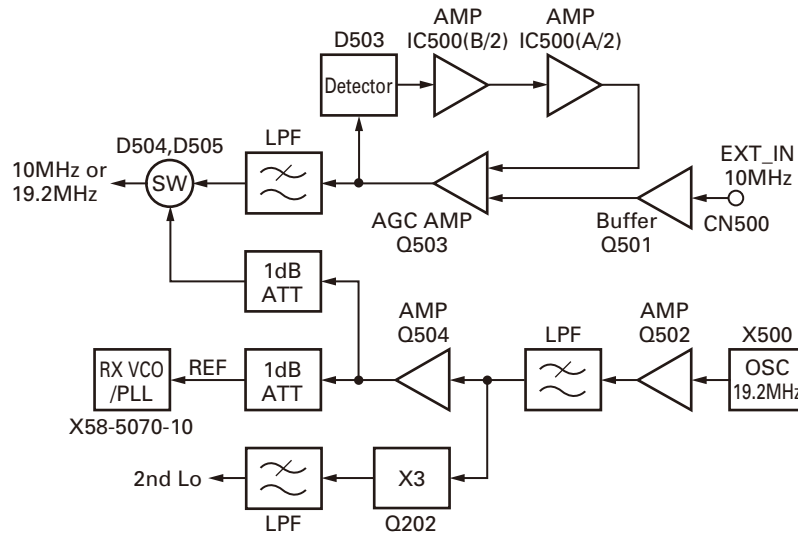 AMP
IC500(B/2)
AMP
IC500(A/2)
D503
Detector
D504,D505
LPF
10MHz or
19.2MHz
SW
EXT_IN
10MHz
CN500
AGC AMP
Q503
Buffer
Q501
1dB
ATT
AMP
Q504
LPF
AMP
Q502
X500
OSC
19.2MHz
RX VCO
/PLL
REF
1dB
ATT
X58-5070-10
2nd Lo
LPF
X3
Q202